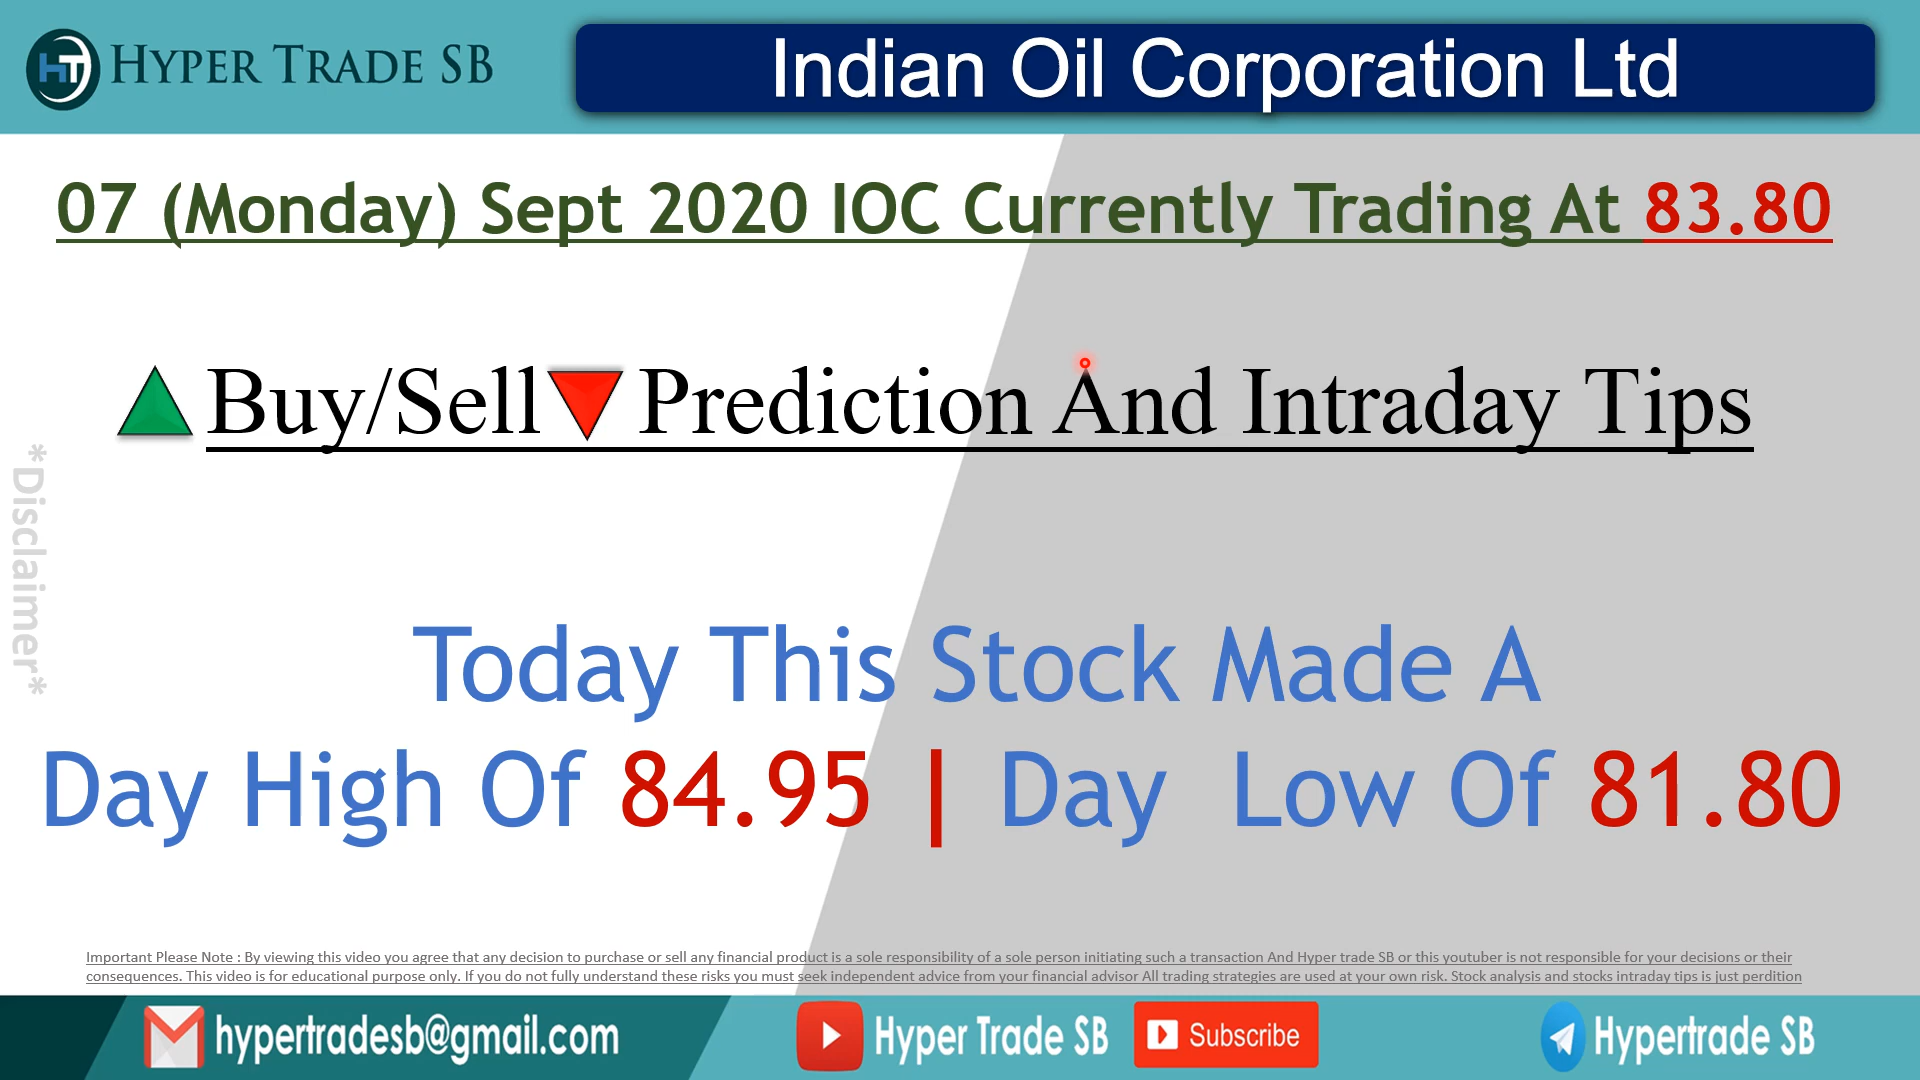 HT HYPER TRADE SB
Indian Oil Corporation Ltd
07 (Monday) Sept 2020 IOC Currently Trading At 83.80
Buy/Sell Prediction And Intraday Tips
*Disclaimer*
Today This Stock Made A
Day High Of 84.95 | Day Low Of 81.80
Important Please Note : By viewing this video you agree that any decision to purchase or sell any financial product is a sole responsibility of a sole person initiating such a transaction And Hyper trade SB or this youtuber is not responsible for your decisions or their
consequences. This video is for educational purpose only. If you do not fully understand these risks you must seek independent advice from your financial advisor All trading strategies are used at your own risk. Stock analysis and stocks intraday tips is just perdition
hypertradesb@gmail.com
Hyper Trade SB
Subscribe
Hypertrade SB